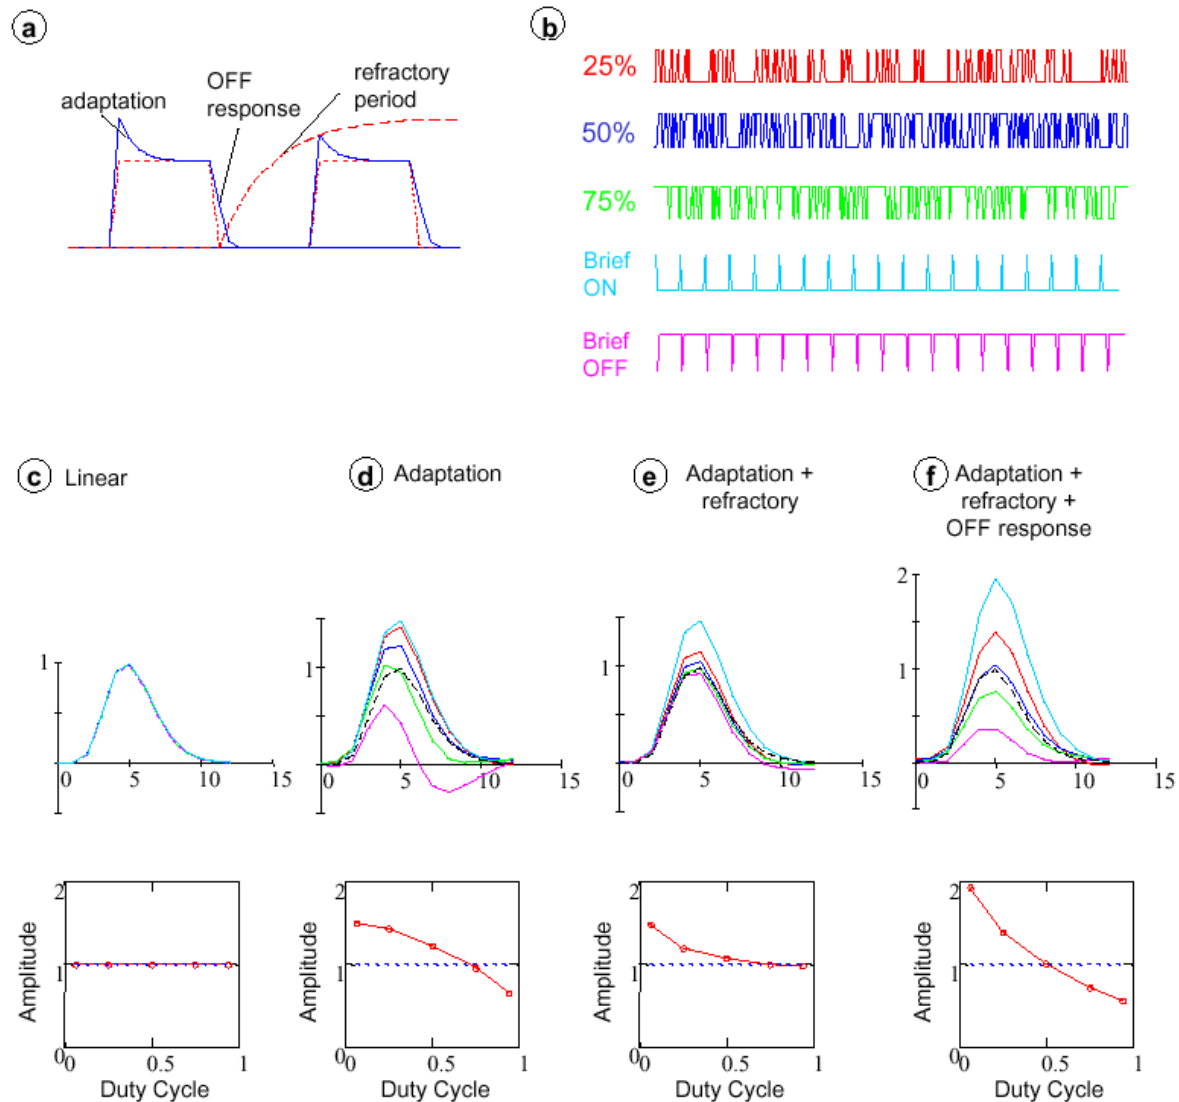 a
adaptation
OFF
response
refractory
period
b
25%
50%
75%
Brief
ON
Brief
OFF
c Linear
1
0 5 10 15
d Adaptation
1
0 5 10 15
e Adaptation +
refractory
1
0 5 10 15
f Adaptation +
refractory +
OFF response
2
1
0 5 10 15
Amplitude
2
1
0
0 0.5 1
Duty Cycle
Amplitude
2
1
0
0 0.5 1
Duty Cycle
Amplitude
2
1
0
0 0.5 1
Duty Cycle
Amplitude
2
1
0
0 0.5 1
Duty Cycle